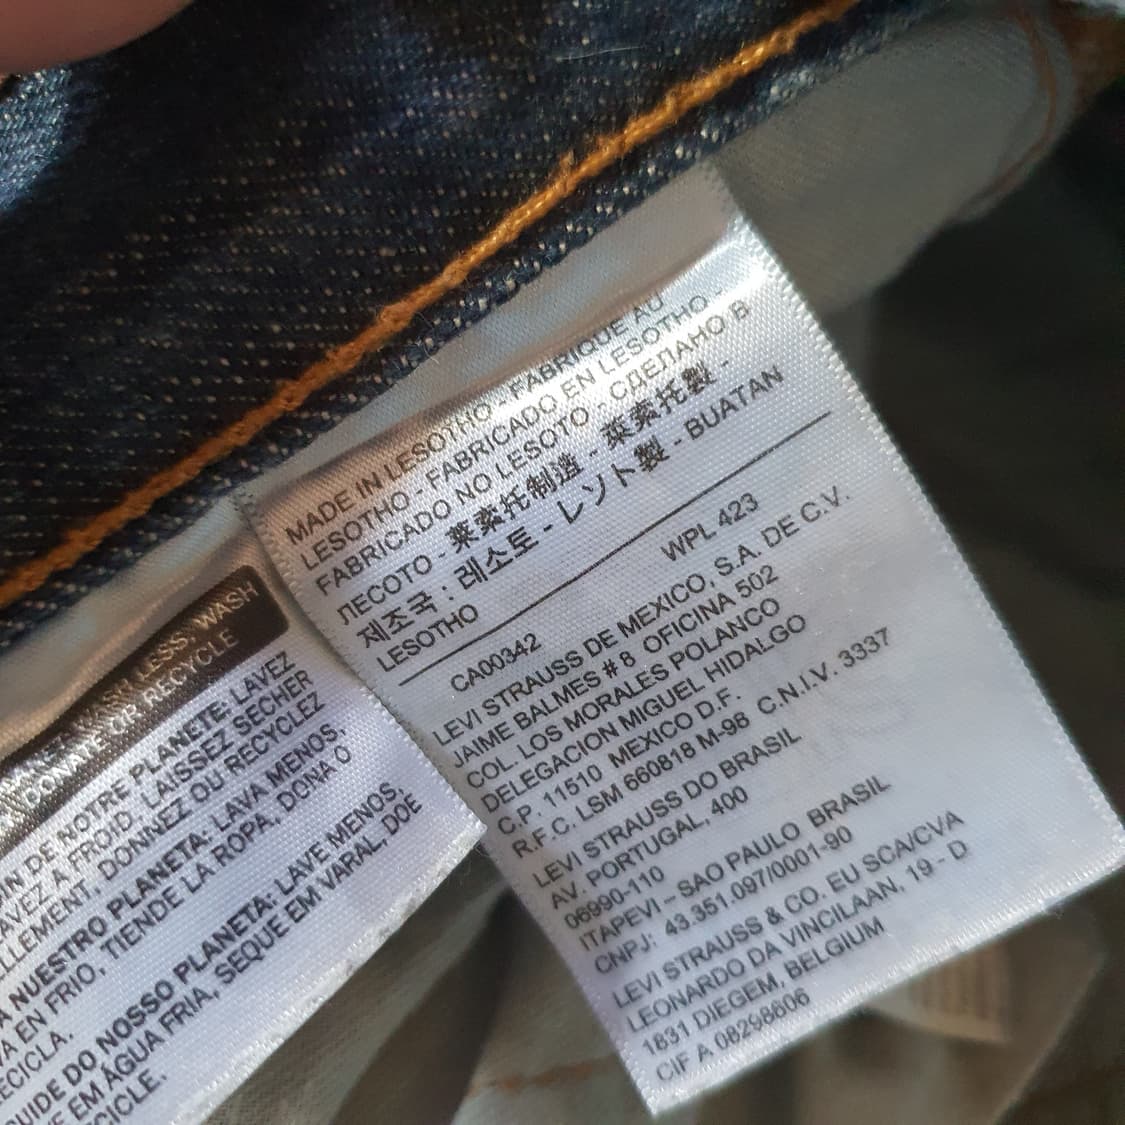 LESS, WASH
DONATE OR RECYCLE
DE NOTRE PLANETE: LAVEZ
A FROID, LAISSEZ SECHER
DONNEZ OU RECYCLEZ
NUESTRO PLANETA: LAVA MENOS,
EN FRIO, TIENDE LA ROPA, DONA O
DO NOSSO PLANETA: LAVE MENOS,
EM ÁGUA FRIA, SEQUE EM VARAL, DOE
MADE IN LESOTHO - FABRIQUE AU
LESOTHO - FABRICADO EN LESOTHO -
FABRICADO NO LESOTO - СДЕЛАНО В
ЛЕСОТО - 莱索托制造 - 莱索托製 -
제조국 : 레소토 - レソト製 - BUATAN
LESOTHO
CA00342 WPL 423
LEVI STRAUSS DE MEXICO, S.A. DE C.V.
JAIME BALMES # 8 OFICINA 502
COL. LOS MORALES POLANCO
DELEGACION MIGUEL HIDALGO
C.P. 11510 MEXICO D.F.
R.F.C. LSM 660818 M-98 C.N.I.V. 3337
LEVI STRAUSS DO BRASIL
AV. PORTUGAL, 400
06990-110
ITAPEVI – SAO PAULO BRASIL
CNPJ: 43.351.097/0001-90
LEVI STRAUSS & CO. EU SCA/CVA
LEONARDO DA VINCILAAN, 19 - D
1831 DIEGEM, BELGIUM
CIF A 08298606